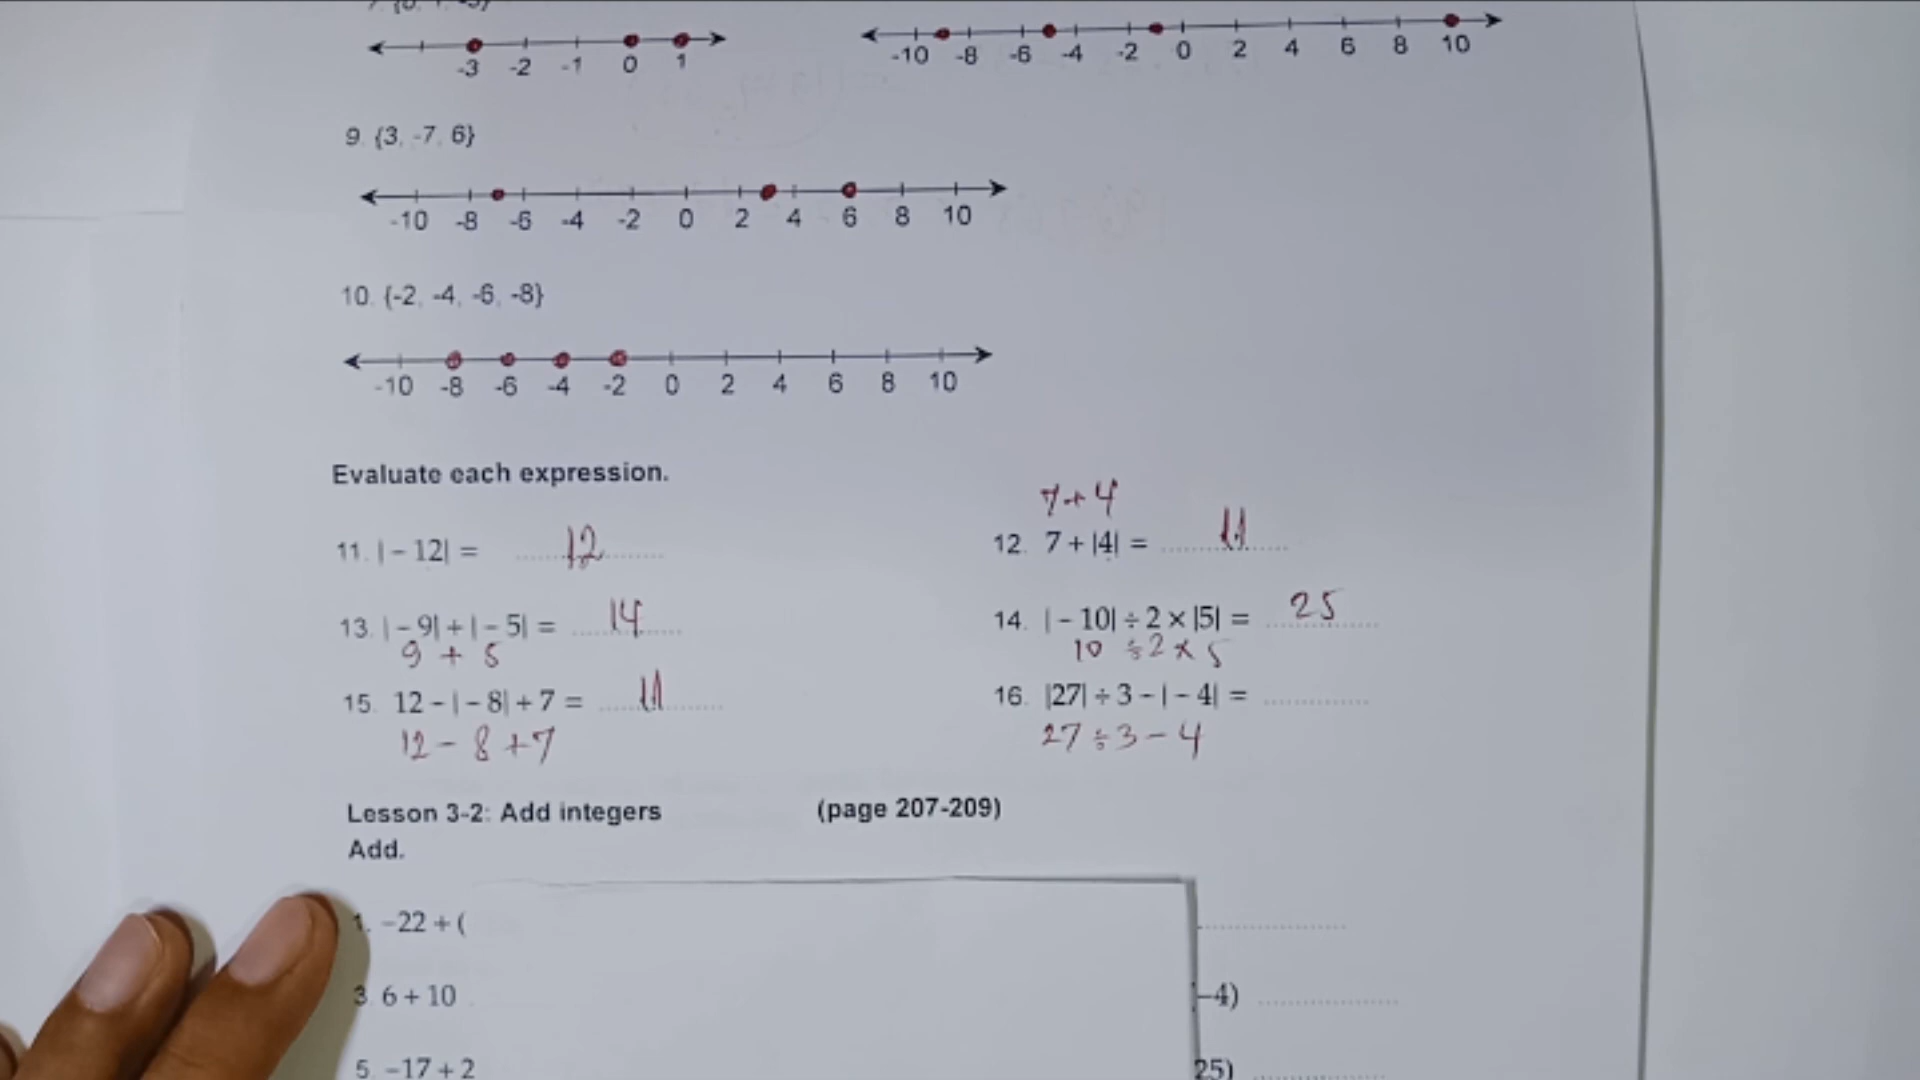 -3 -2 -1 0 1
-10 -8 -6 -4 -2 0 2 4 6 8 10
9. {3, -7, 6}
-10 -8 -6 -4 -2 0 2 4 6 8 10
10. {-2, -4, -6, -8}
-10 -8 -6 -4 -2 0 2 4 6 8 10
Evaluate each expression.
7+4
11. |− 12| = 12
12. 7 + |4| = 11
13. |− 9| + |− 5| = 14
9 + 5
14. |− 10| ÷ 2 × |5| = 25
10 ÷2 × 5
15. 12 − |− 8| + 7 = 11
12 - 8 +7
16. |27| ÷ 3 − |− 4| =
27 ÷ 3 - 4
Lesson 3-2: Add integers (page 207-209)
Add.
1. −22 + (
3. 6 + 10
−4)
5. −17 + 2
25)